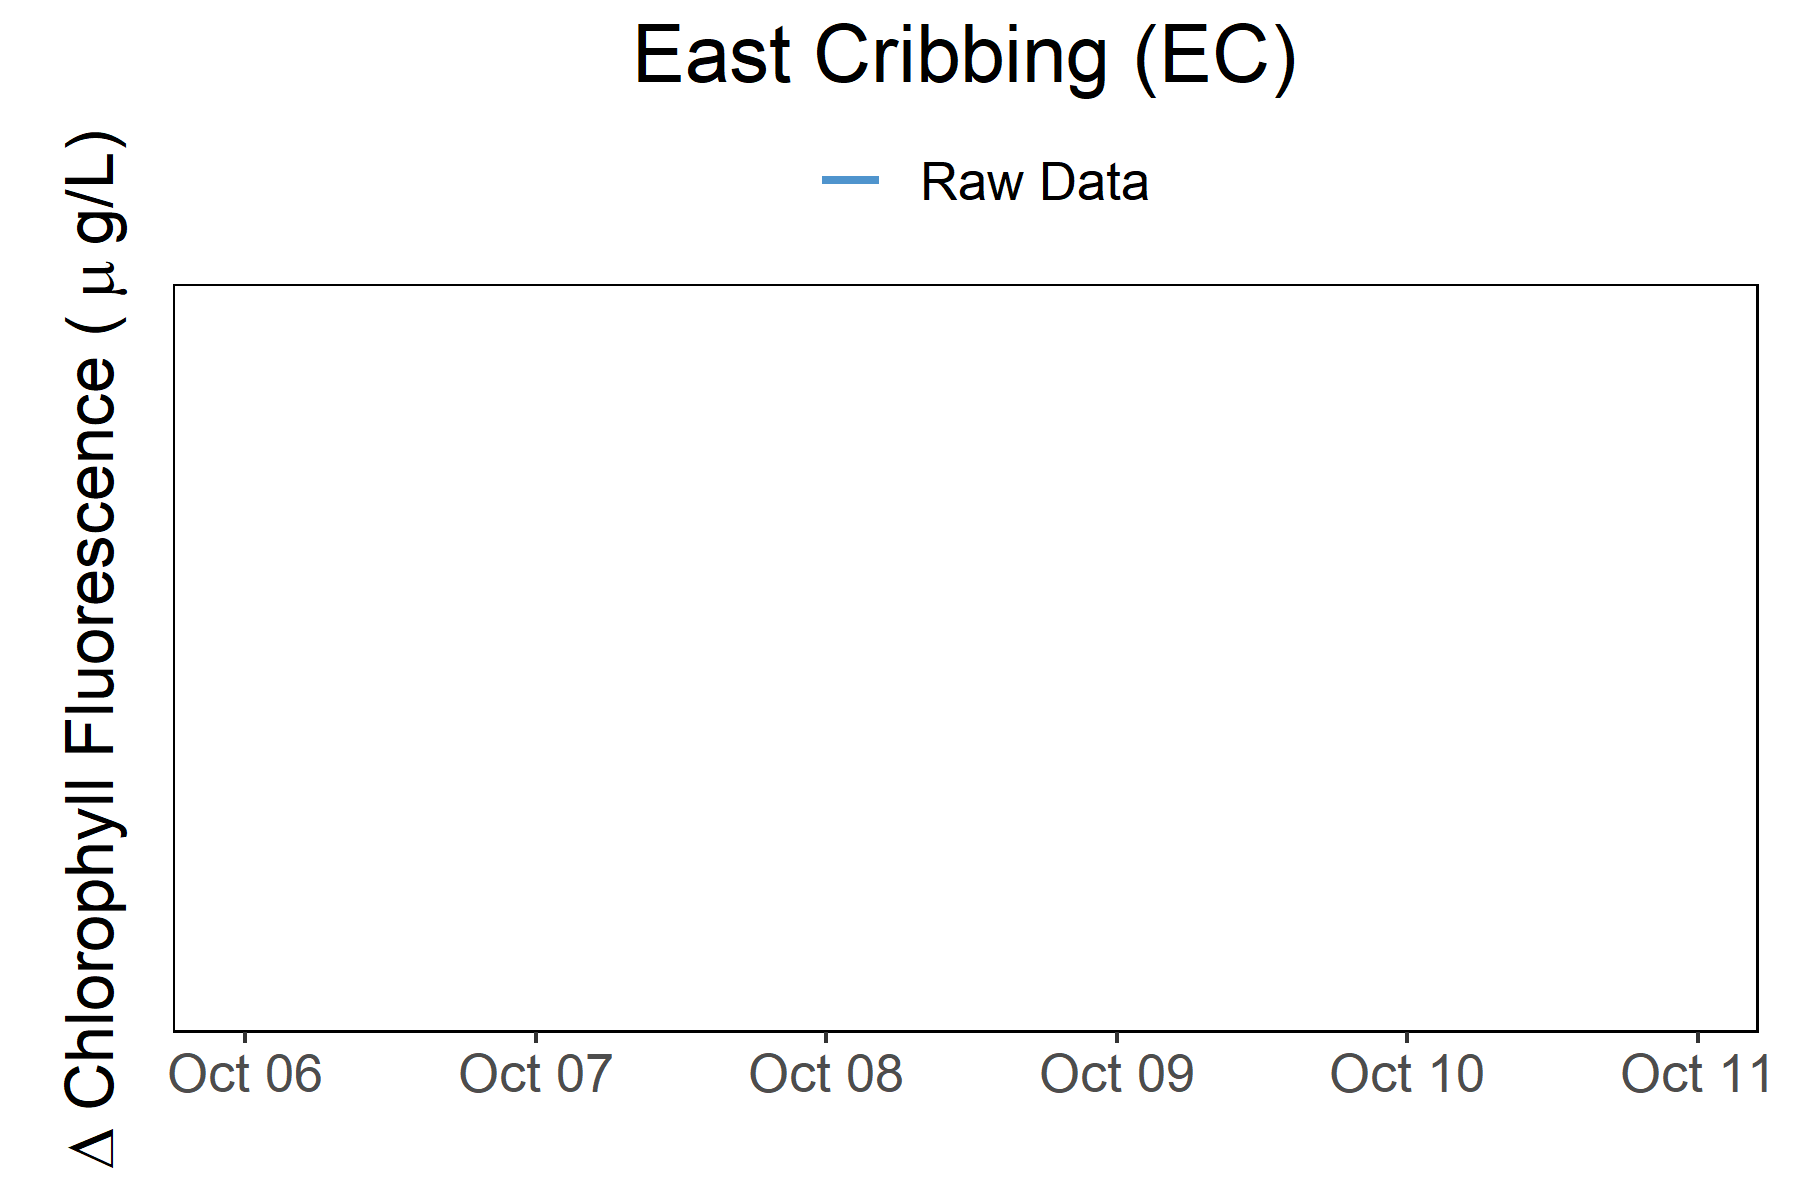 East Cribbing (EC)
Raw Data
Δ Chlorophyll Fluorescence ( μ g/L)
Oct 06 Oct 07 Oct 08 Oct 09 Oct 10 Oct 11